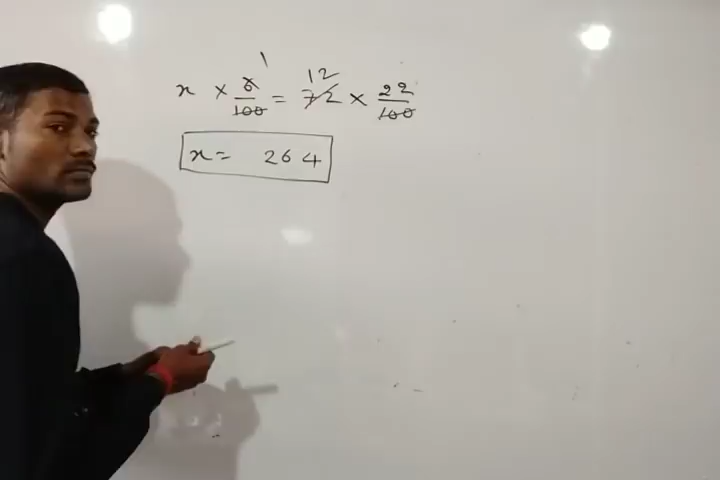 1
12
x × 6/100 = 72 × 22/100
x = 264